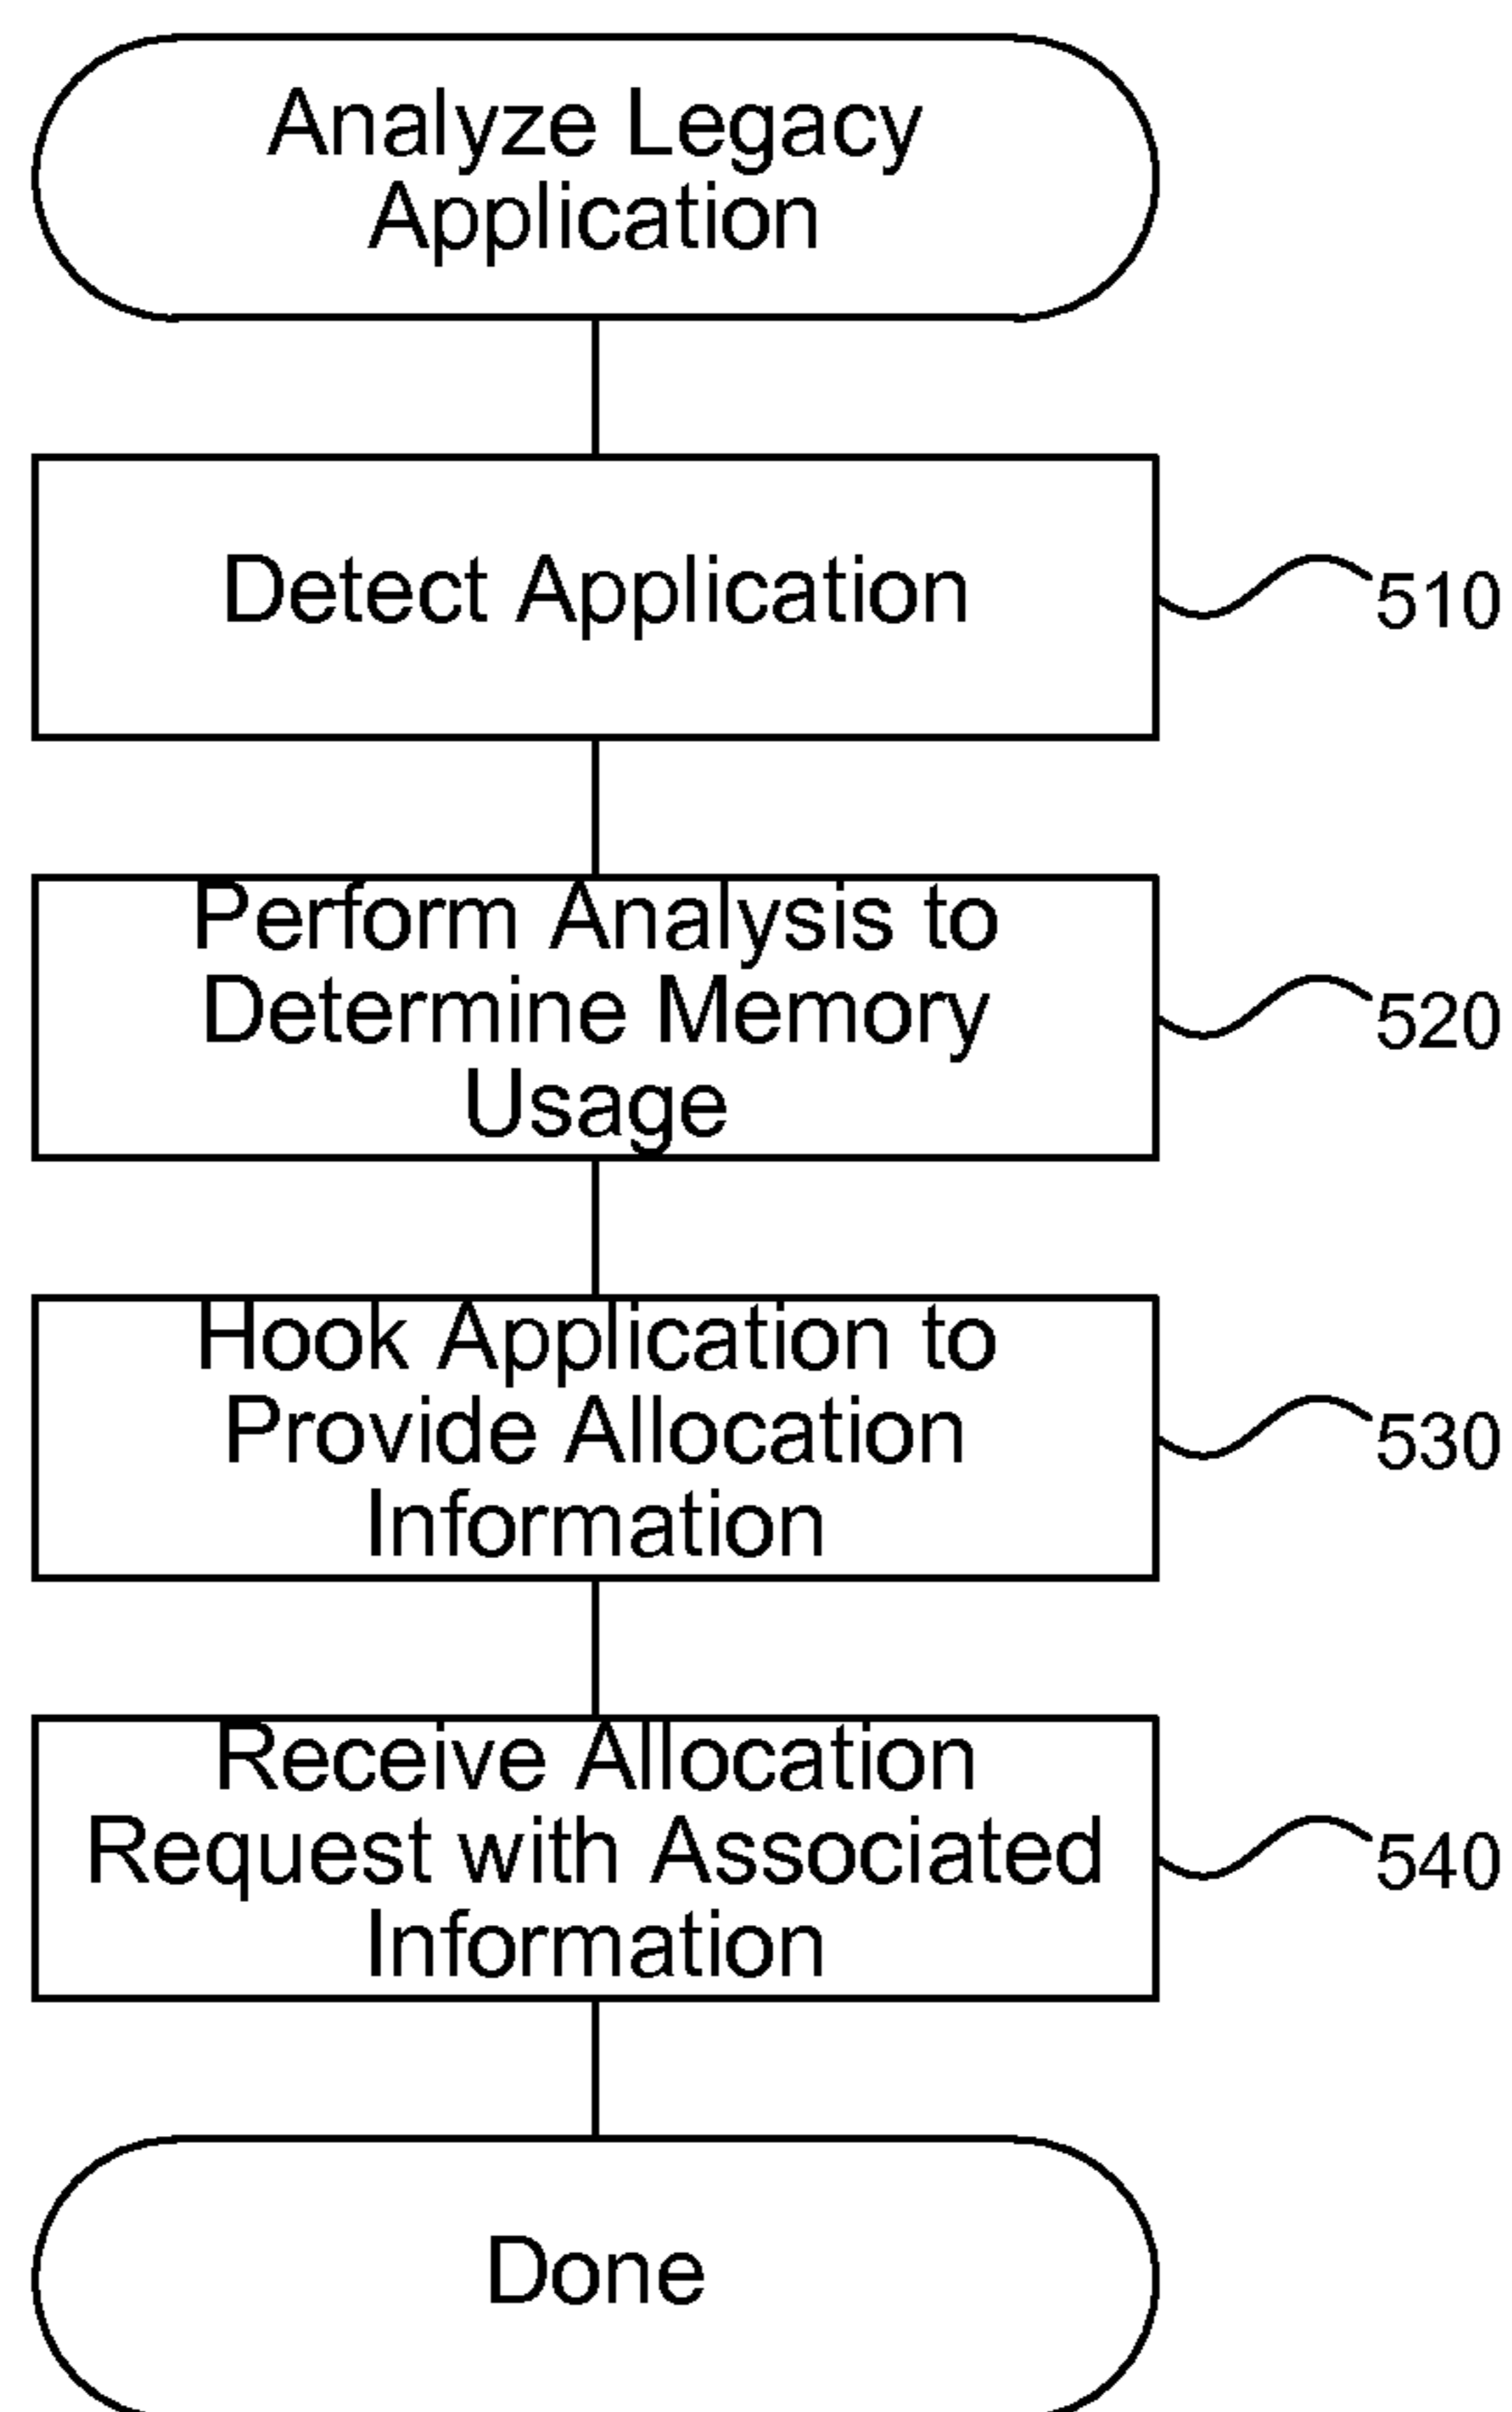 Analyze Legacy
Application
Detect Application
510
Perform Analysis to
Determine Memory
Usage
520
Hook Application to
Provide Allocation
Information
530
Receive Allocation
Request with Associated
Information
540
Done